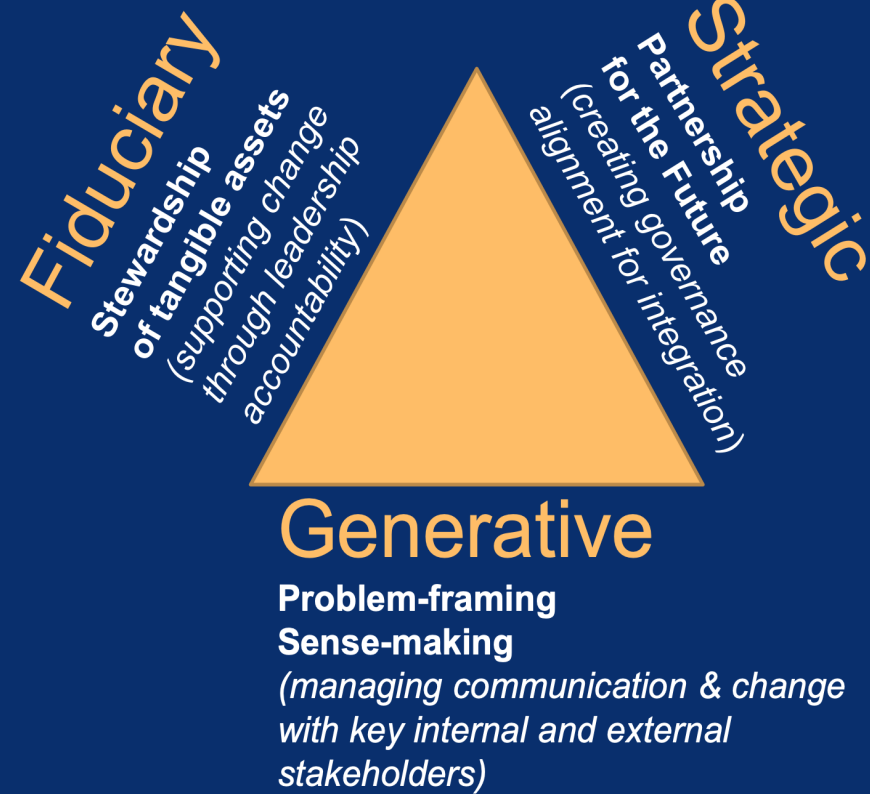 Fiduciary
Stewardship
of tangible assets
(supporting change
through leadership
accountability)
Strategic
Partnership
for the Future
(creating governance
alignment for integration)
Generative
Problem-framing
Sense-making
(managing communication & change
with key internal and external
stakeholders)